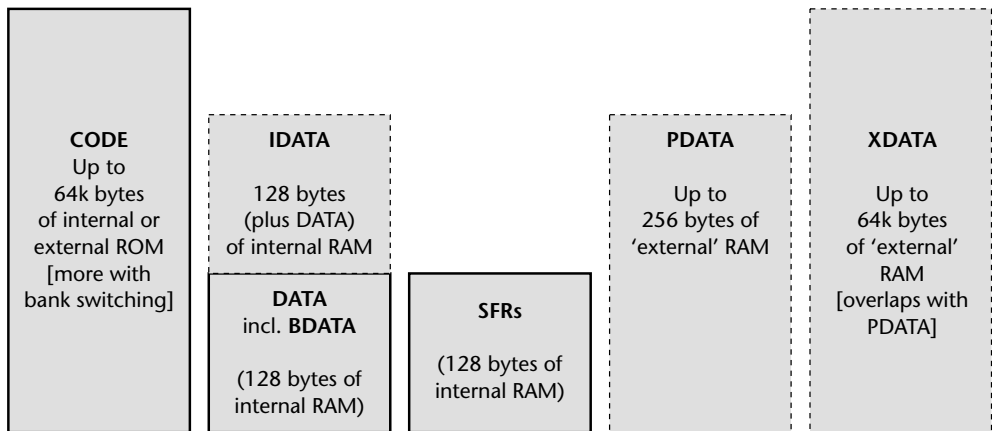 CODE
Up to
64k bytes
of internal or
external ROM
[more with
bank switching]
IDATA
128 bytes
(plus DATA)
of internal RAM
DATA
incl. BDATA
(128 bytes of
internal RAM)
SFRs
(128 bytes of
internal RAM)
PDATA
Up to
256 bytes of
‘external’ RAM
XDATA
Up to
64k bytes
of ‘external’
RAM
[overlaps with
PDATA]